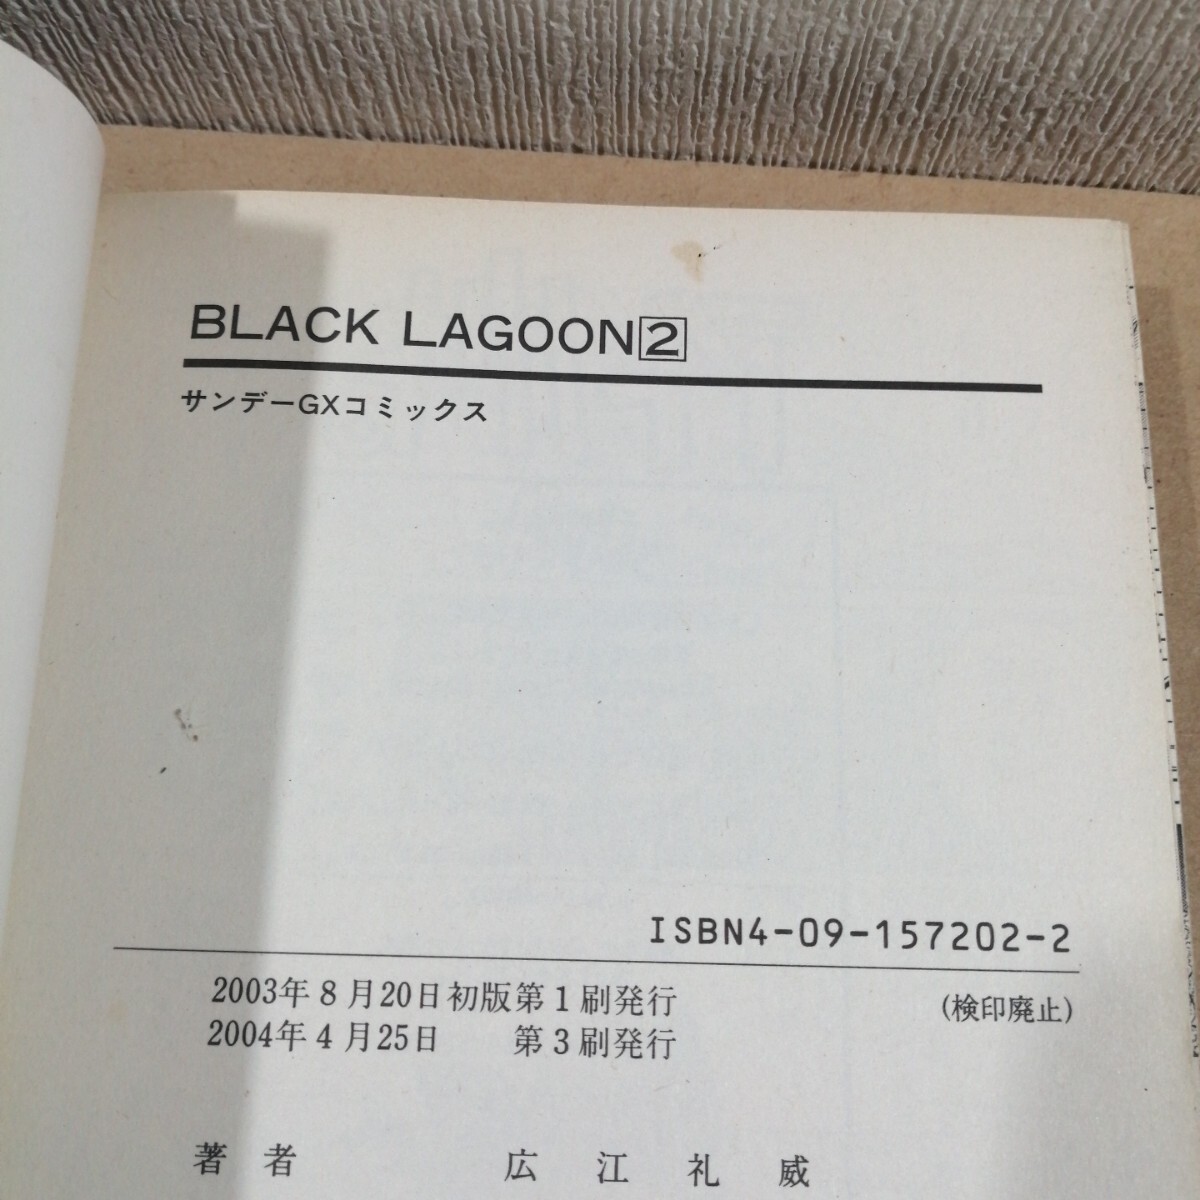 BLACK LAGOON2
サンデーGXコミックス
ISBN4-09-157202-2
2003年8月20日初版第1刷発行
(検印廃止)
2004年4月25日 第3刷発行
著者 広江礼威